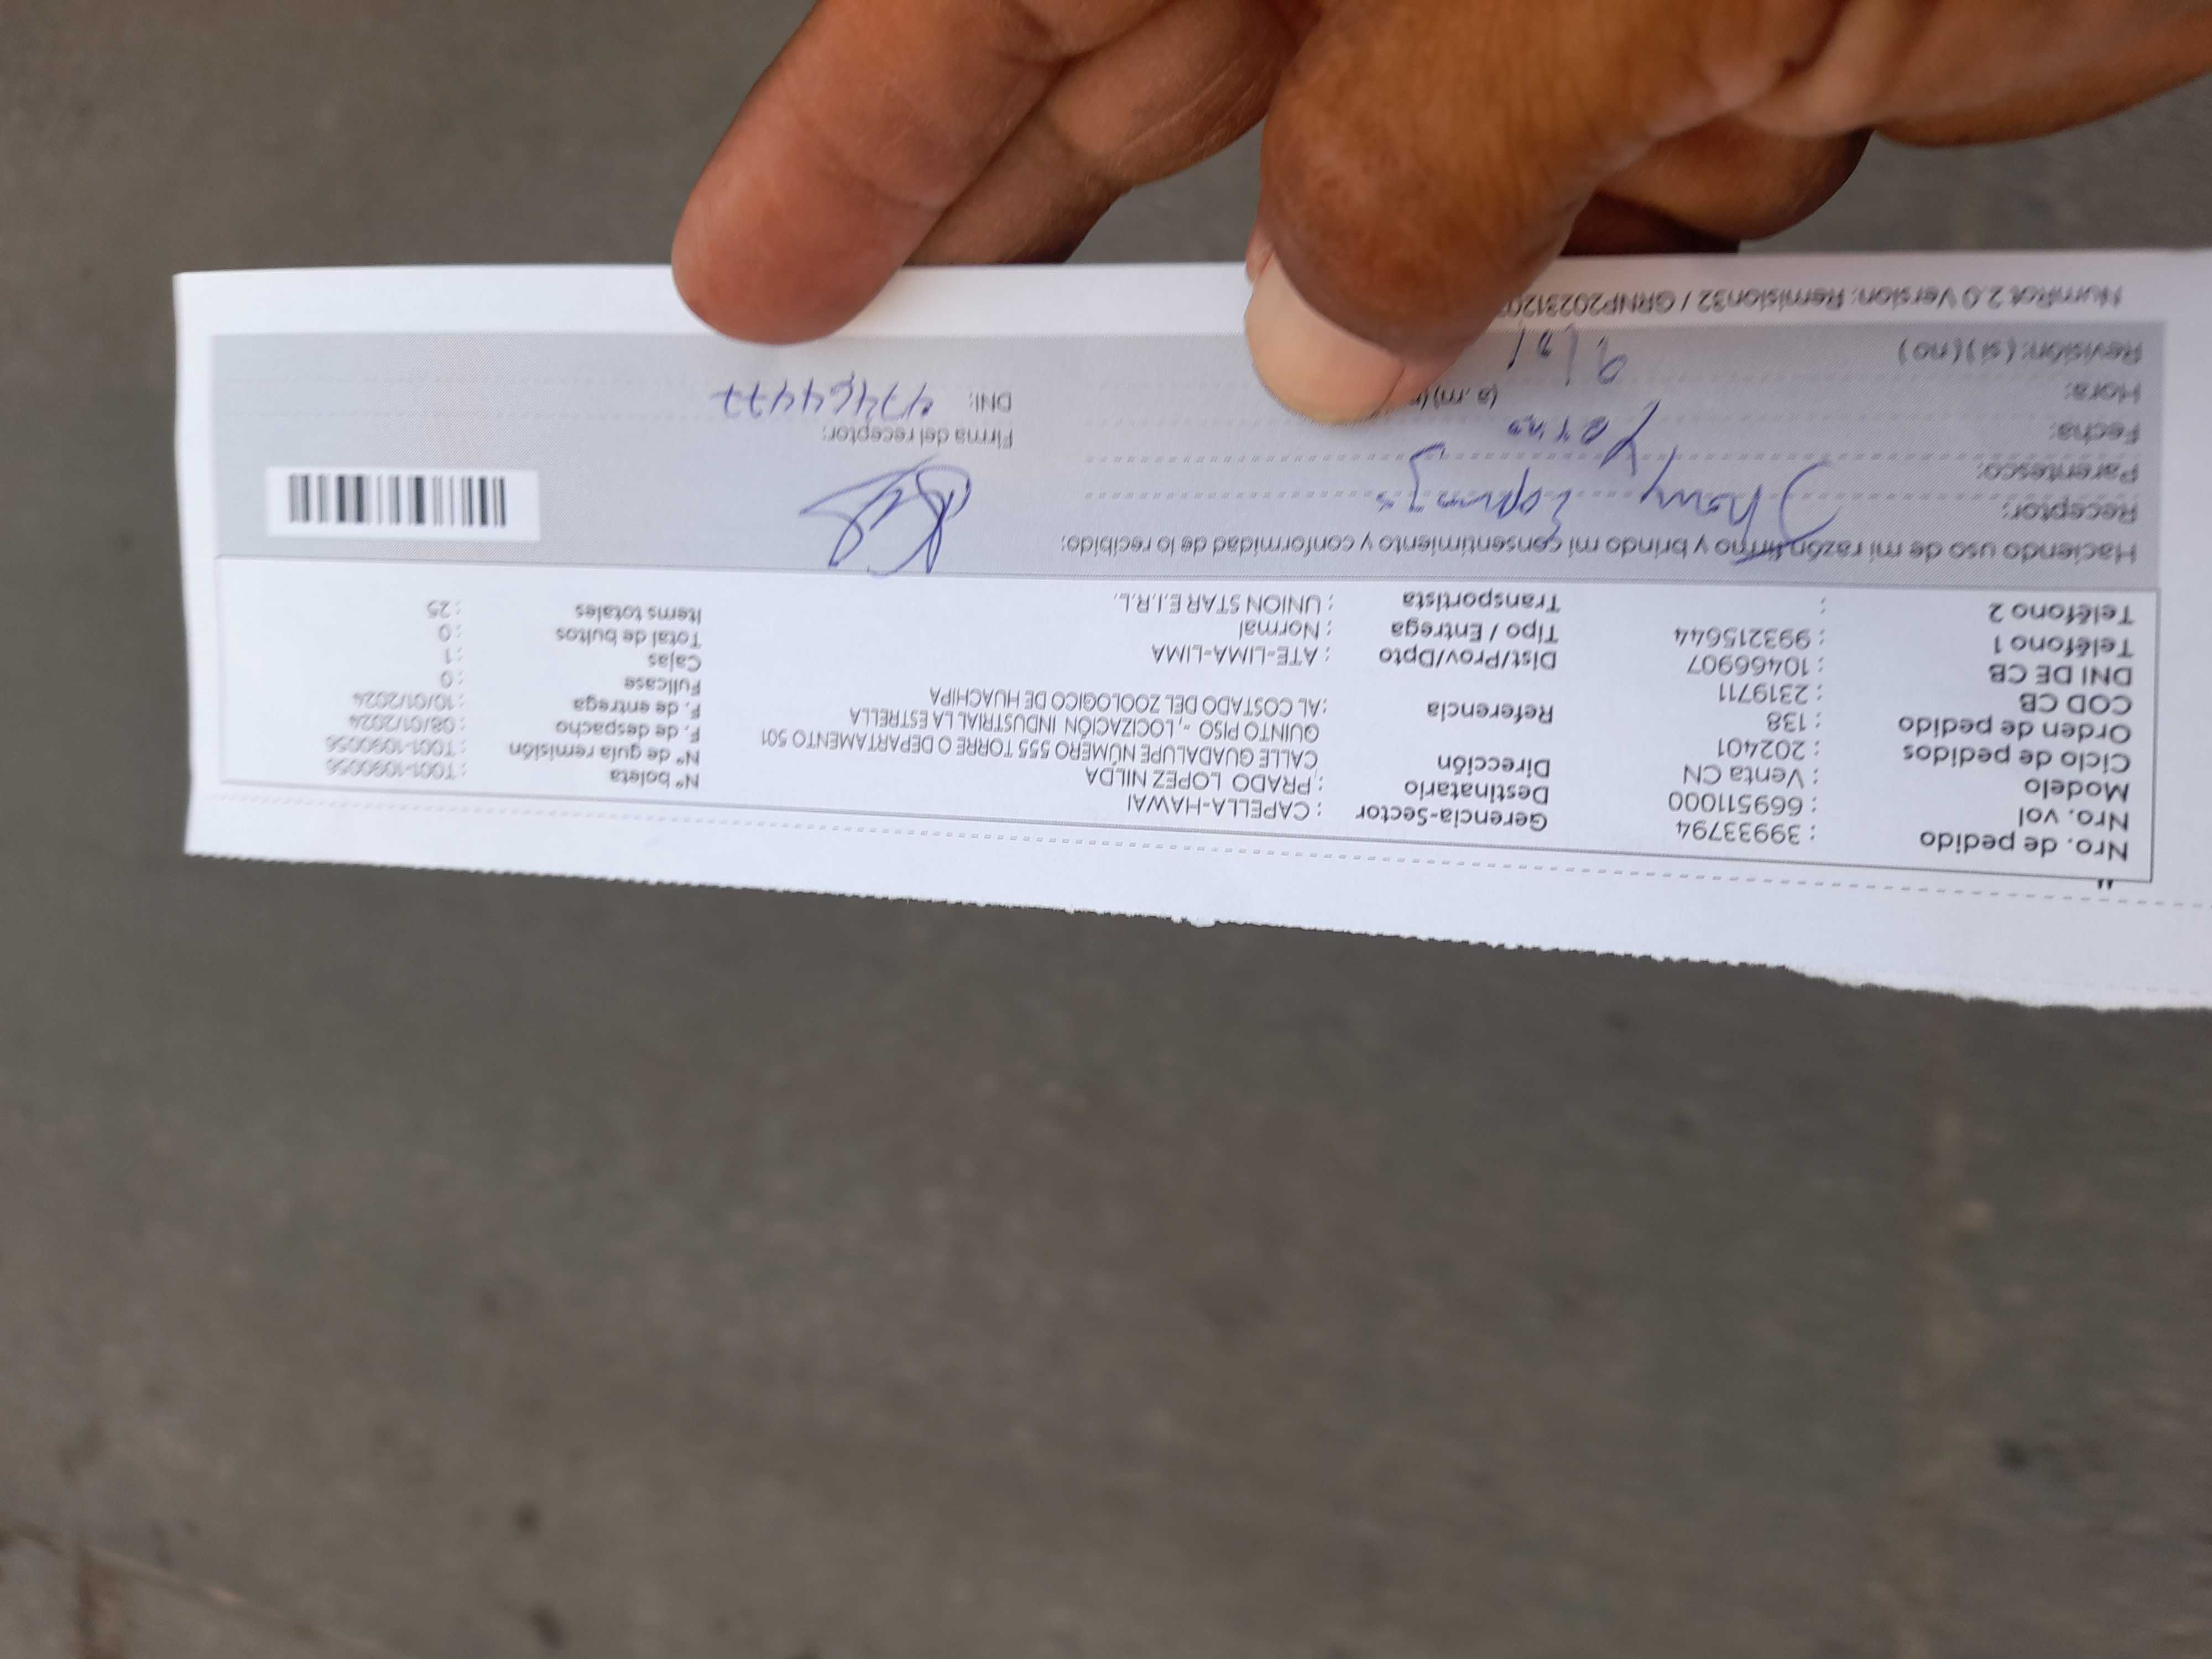 Nro. de pedido : 39933794 Gerencia-Sector : CAPELLA-HAWAI Nº boleta : T001-1090056
Nro. vol : 669511000 Destinatario : PRADO LOPEZ NILDA Nº de guía remisión : T001-1090056
Modelo : Venta CN Dirección CALLE GUADALUPE NÚMERO 555 TORRE O DEPARTAMENTO 501 F. de despacho : 08/01/2024
Ciclo de pedidos : 202401 QUINTO PISO -, LOCIZACIÓN INDUSTRIAL LA ESTRELLA F. de entrega : 10/01/2024
Orden de pedido : 138 Referencia : AL COSTADO DEL ZOOLOGICO DE HUACHIPA Fullcase : 0
COD CB : 2319711 Dist/Prov/Dpto : ATE-LIMA-LIMA Cajas : 1
DNI DE CB : 10466907 Tipo / Entrega : Normal Total de bultos : 0
Teléfono 1 : 993215644 Transportista : UNION STAR E.I.R.L. Items totales : 25
Teléfono 2 :
Haciendo uso de mi razón firmo y brindo mi consentimiento y conformidad de lo recibido:
Receptor: Jhony
Parentesco: Yerno
Fecha:
Hora: (a .m)
Revisión: ( si ) ( no )
Firma del receptor:
DNI: 47464477
NumRot 2.0 Version: Remision32 / GRNP202312